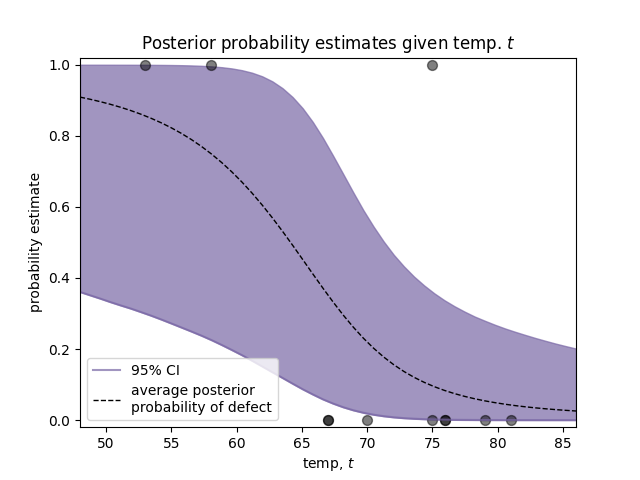 Posterior probability estimates given temp. t
probability estimate
1.0
0.8
0.6
0.4
0.2
0.0
95% CI
average posterior
probability of defect
50 55 60 65 70 75 80 85
temp, t